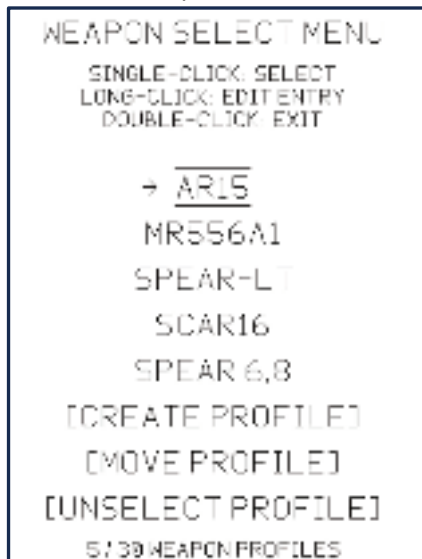 WEAPON SELECT MENU
SINGLE-CLICK: SELECT
LONG-CLICK: EDIT ENTRY
DOUBLE-CLICK: EXIT
→ AR15
MR556A1
SPEAR-LT
SCAR16
SPEAR 6,8
[CREATE PROFILE]
[MOVE PROFILE]
[UNSELECT PROFILE]
5/30 WEAPON PROFILES